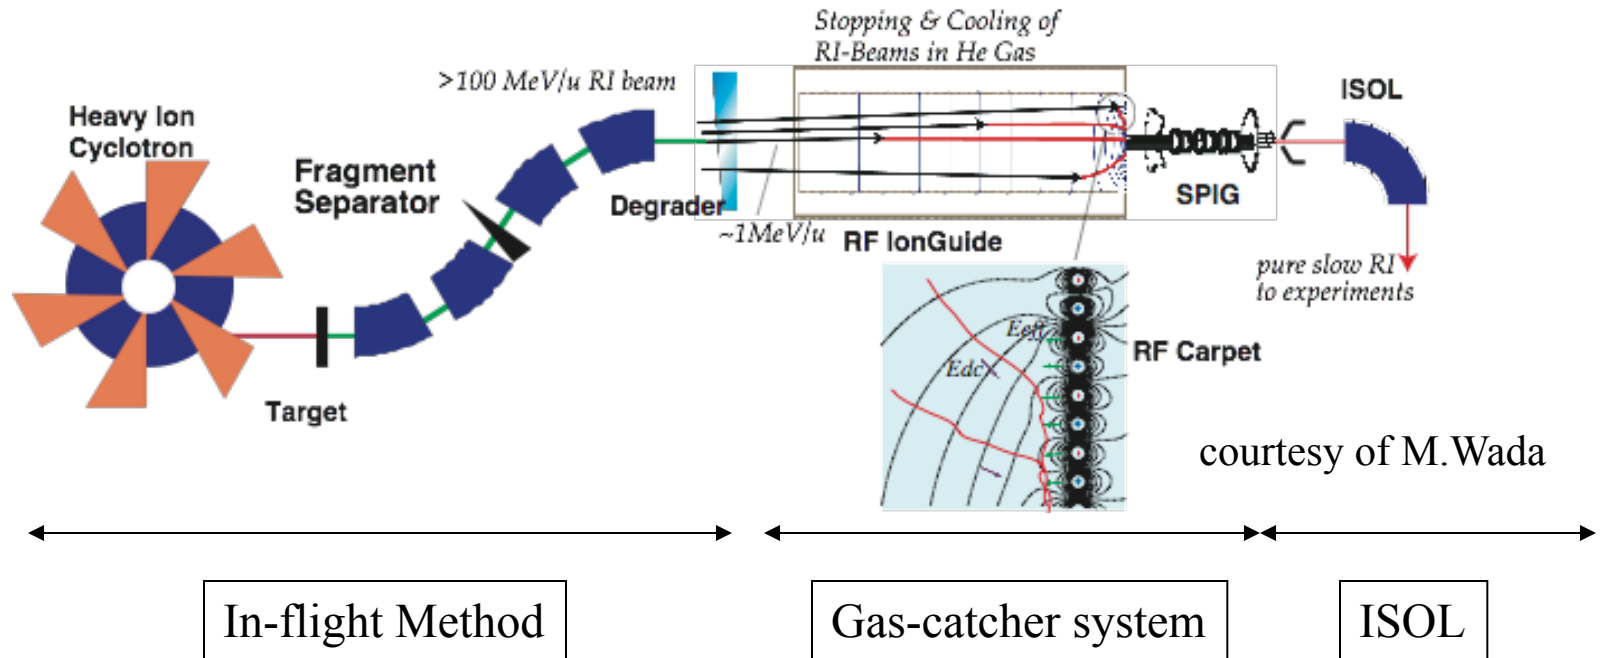 Stopping & Cooling of
RI-Beams in He Gas
>100 MeV/u RI beam
ISOL
Heavy Ion
Cyclotron
Fragment
Separator
Degrader
SPIG
~1MeV/u
RF IonGuide
pure slow RI
to experiments
Eeff
Edc
RF Carpet
Target
courtesy of M.Wada
In-flight Method
Gas-catcher system
ISOL